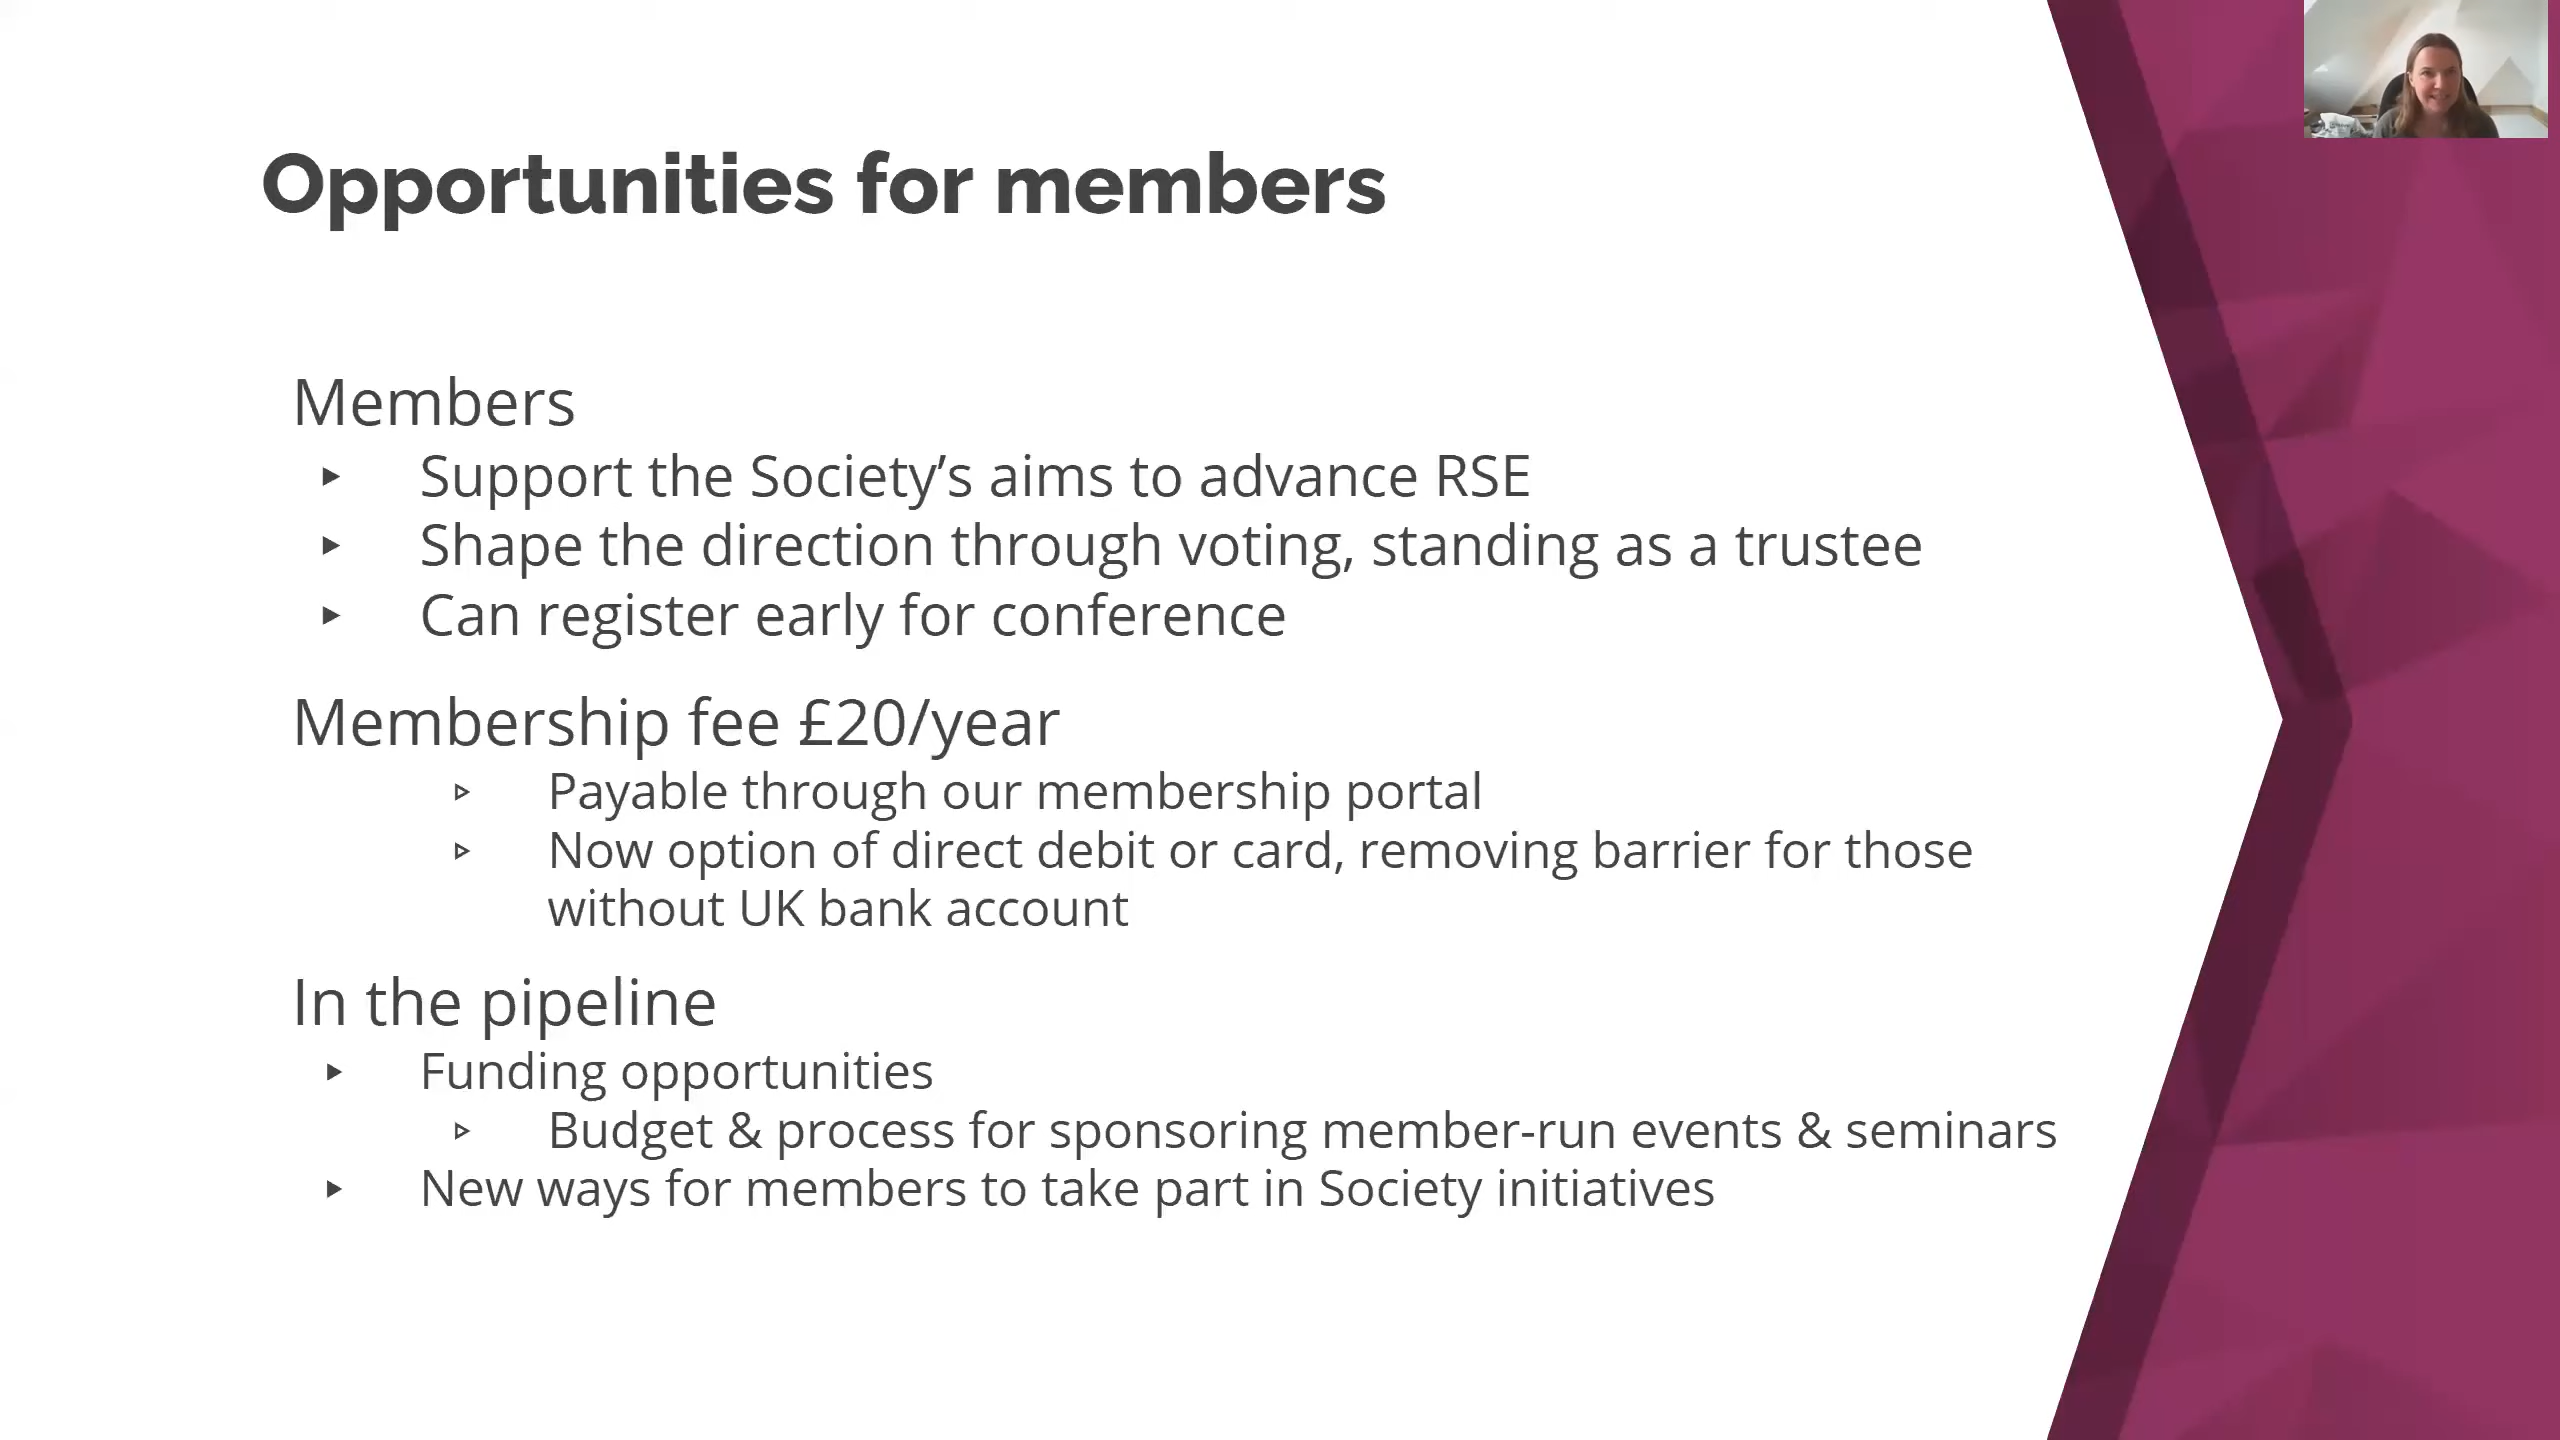 Opportunities for members
Members
▸ Support the Society’s aims to advance RSE
▸ Shape the direction through voting, standing as a trustee
▸ Can register early for conference
Membership fee £20/year
▹ Payable through our membership portal
▹ Now option of direct debit or card, removing barrier for those
without UK bank account
In the pipeline
▸ Funding opportunities
▹ Budget & process for sponsoring member-run events & seminars
▸ New ways for members to take part in Society initiatives